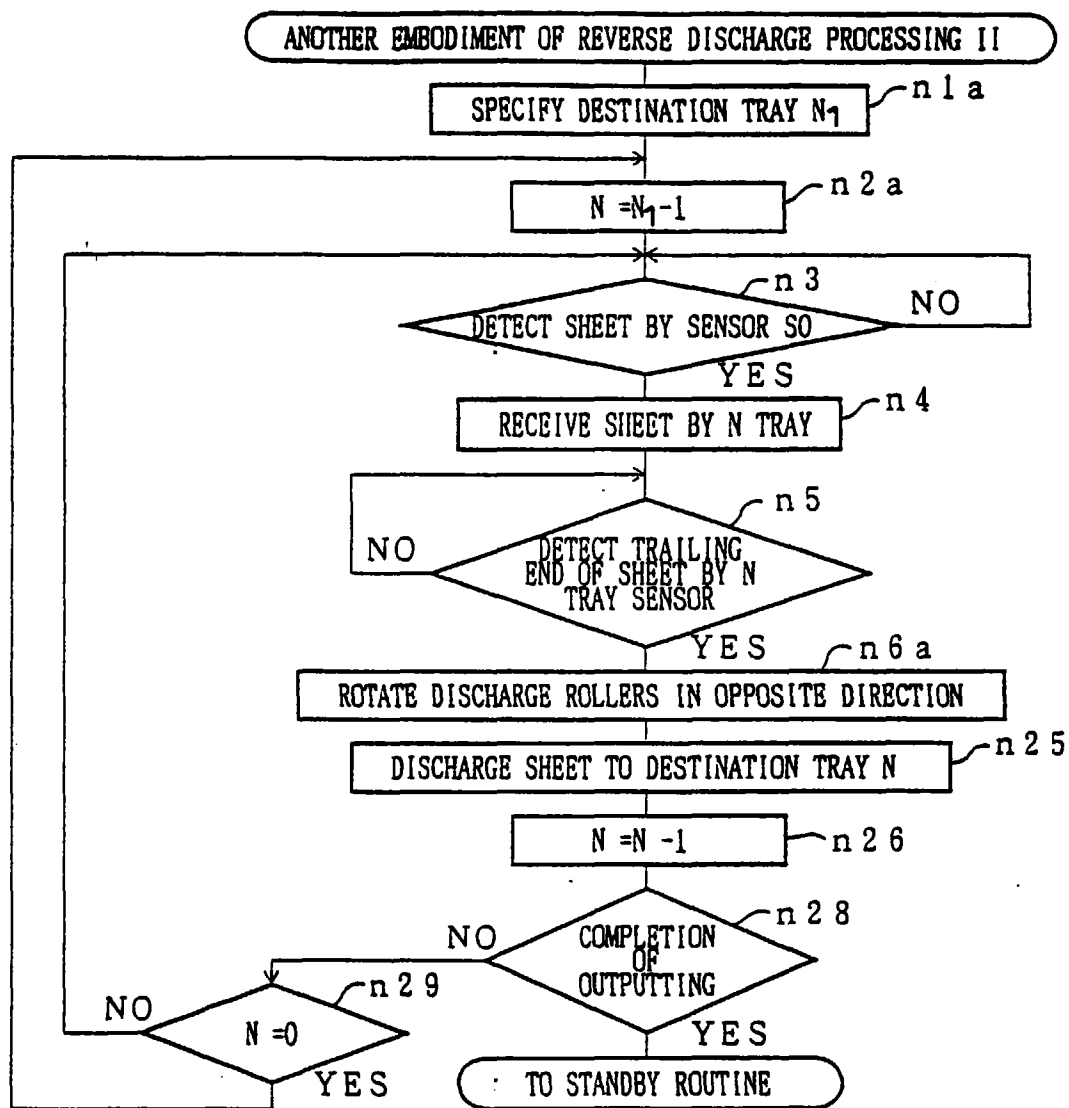 ANOTHER EMBODIMENT OF REVERSE DISCHARGE PROCESSING II
n1a
SPECIFY DESTINATION TRAY N1
n2a
N =N1-1
n3
DETECT SHEET BY SENSOR SO
NO
YES
n4
RECEIVE SHEET BY N TRAY
n5
DETECT TRAILING
END OF SHEET BY N
TRAY SENSOR
NO
YES
n6a
ROTATE DISCHARGE ROLLERS IN OPPOSITE DIRECTION
n25
DISCHARGE SHEET TO DESTINATION TRAY N
n26
N =N -1
n28
COMPLETION
OF
OUTPUTTING
NO
YES
n29
N =0
NO
YES
TO STANDBY ROUTINE